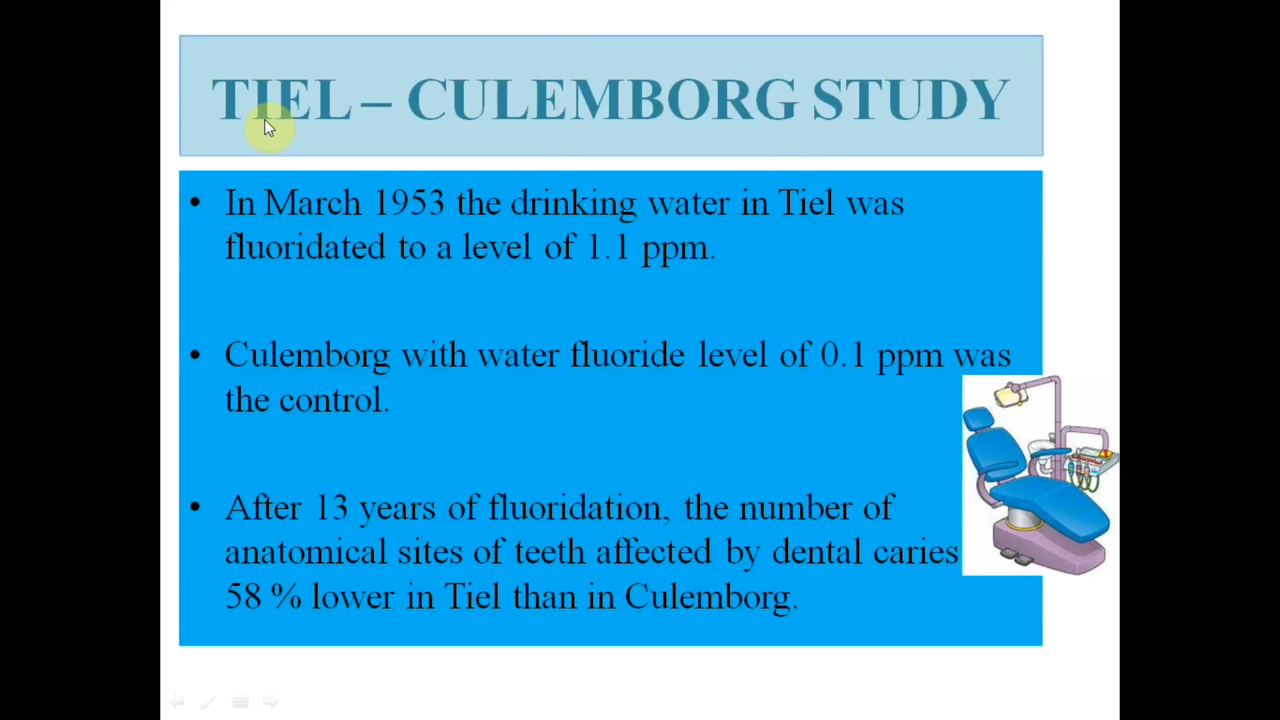 TIEL – CULEMBORG STUDY
• In March 1953 the drinking water in Tiel was
fluoridated to a level of 1.1 ppm.
• Culemborg with water fluoride level of 0.1 ppm was
the control.
• After 13 years of fluoridation, the number of
anatomical sites of teeth affected by dental caries
58 % lower in Tiel than in Culemborg.